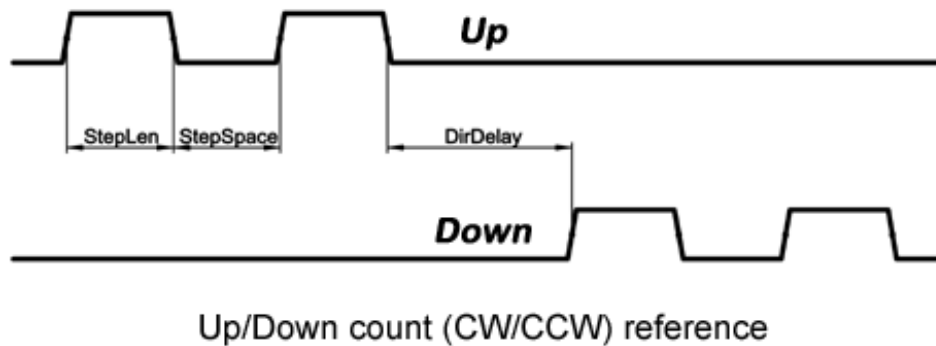 Up
StepLen StepSpace DirDelay
Down
Up/Down count (CW/CCW) reference